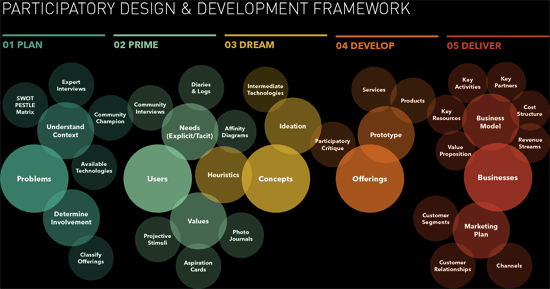 PARTICIPATORY DESIGN & DEVELOPMENT FRAMEWORK
01 PLAN
02 PRIME
03 DREAM
04 DEVELOP
05 DELIVER
Expert
Interviews
SWOT
PESTLE
Matrix
Community
Champion
Understand
Context
Available
Technologies
Problems
Determine
Involvement
Classify
Offerings
Diaries
& Logs
Community
Interviews
Needs
(Explicit/Tacit)
Affinity
Diagrams
Users
Heuristics
Values
Projective
Stimuli
Photo
Journals
Aspiration
Cards
Intermediate
Technologies
Ideation
Concepts
Participatory
Critique
Services
Products
Prototype
Offerings
Key
Activities
Key
Partners
Key
Resources
Business
Model
Cost
Structure
Value
Proposition
Revenue
Streams
Businesses
Customer
Segments
Marketing
Plan
Customer
Relationships
Channels